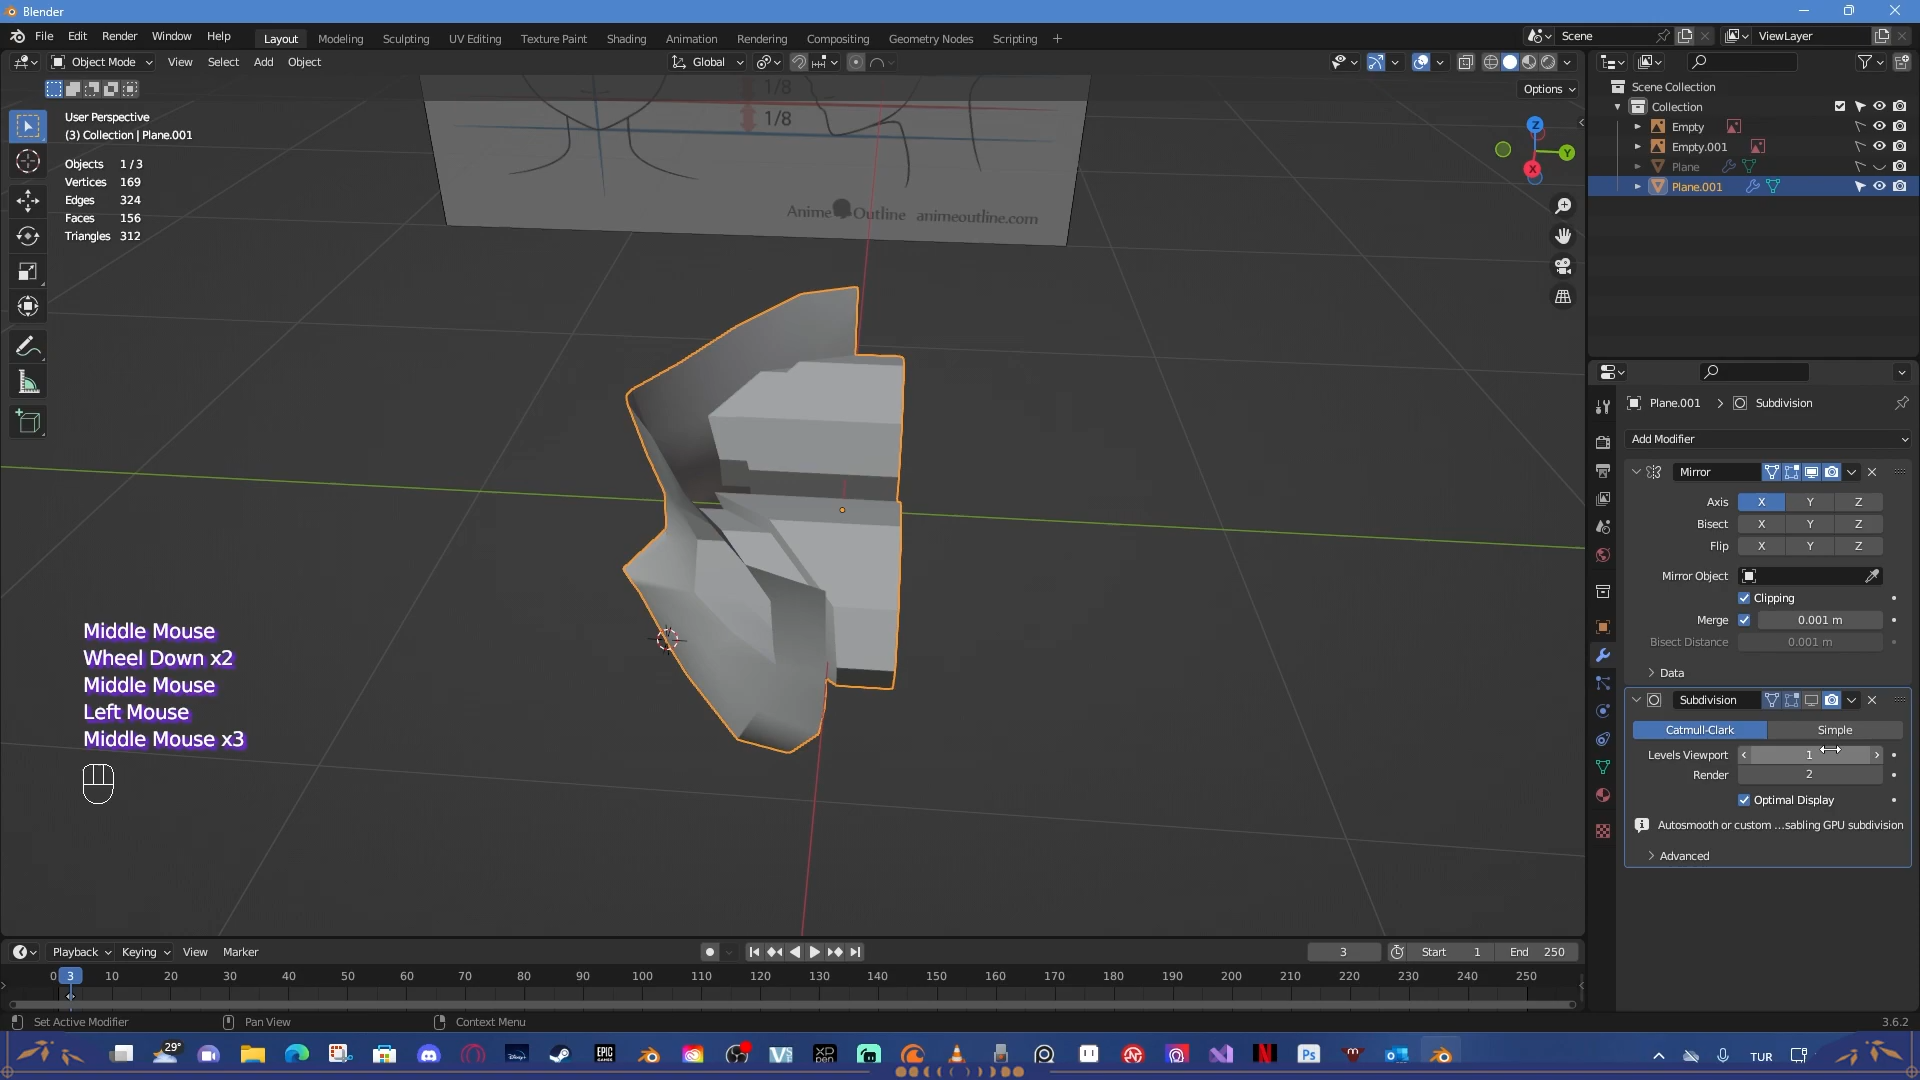 Blender
File Edit Render Window Help
Layout Modeling Sculpting UV Editing Texture Paint Shading Animation Rendering Compositing Geometry Nodes Scripting +
Scene
ViewLayer
Object Mode View Select Add Object
Global
Options
User Perspective
(3) Collection | Plane.001
Objects 1 / 3
Vertices 169
Edges 324
Faces 156
Triangles 312
1/8
1/8
Anime Outline animeoutline.com
Z
Y
X
Middle Mouse
Wheel Down x2
Middle Mouse
Left Mouse
Middle Mouse x3
Scene Collection
Collection
Empty
Empty.001
Plane
Plane.001
Plane.001 > Subdivision
Add Modifier
Mirror
Axis X Y Z
Bisect X Y Z
Flip X Y Z
Mirror Object
Clipping
Merge 0.001 m
Bisect Distance 0.001 m
Data
Subdivision
Catmull-Clark Simple
Levels Viewport 1
Render 2
Optimal Display
Autosmooth or custom ...sabling GPU subdivision
Advanced
Playback Keying View Marker
3 Start 1 End 250
0 3 10 20 30 40 50 60 70 80 90 100 110 120 130 140 150 160 170 180 190 200 210 220 230 240 250
Set Active Modifier Pan View Context Menu
3.6.2
29°
Disney+
EPIC GAMES
XP PEN
N
Ps
TUR